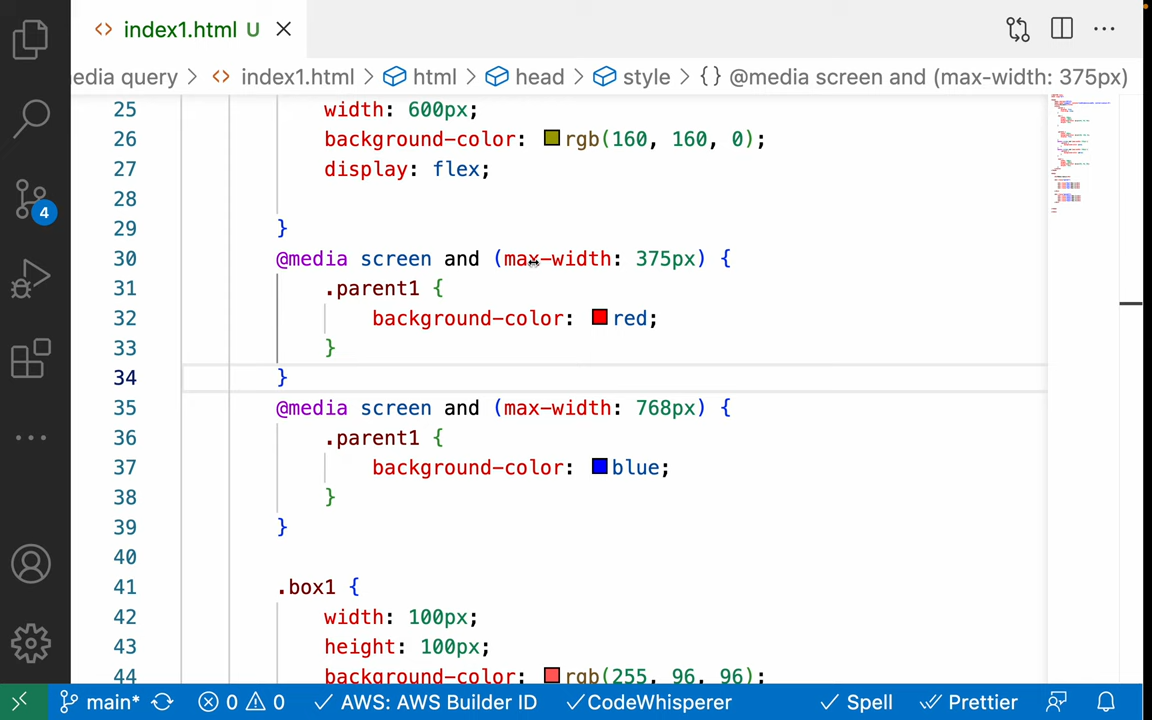 index1.html U
edia query > index1.html > html > head > style > {} @media screen and (max-width: 375px)
25 width: 600px;
26 background-color: rgb(160, 160, 0);
27 display: flex;
28
29 }
30 @media screen and (max-width: 375px) {
31 .parent1 {
32 background-color: red;
33 }
34 }
35 @media screen and (max-width: 768px) {
36 .parent1 {
37 background-color: blue;
38 }
39 }
40
41 .box1 {
42 width: 100px;
43 height: 100px;
44 background-color: rgb(255, 96, 96);
4
main* 0 0 AWS: AWS Builder ID CodeWhisperer Spell Prettier